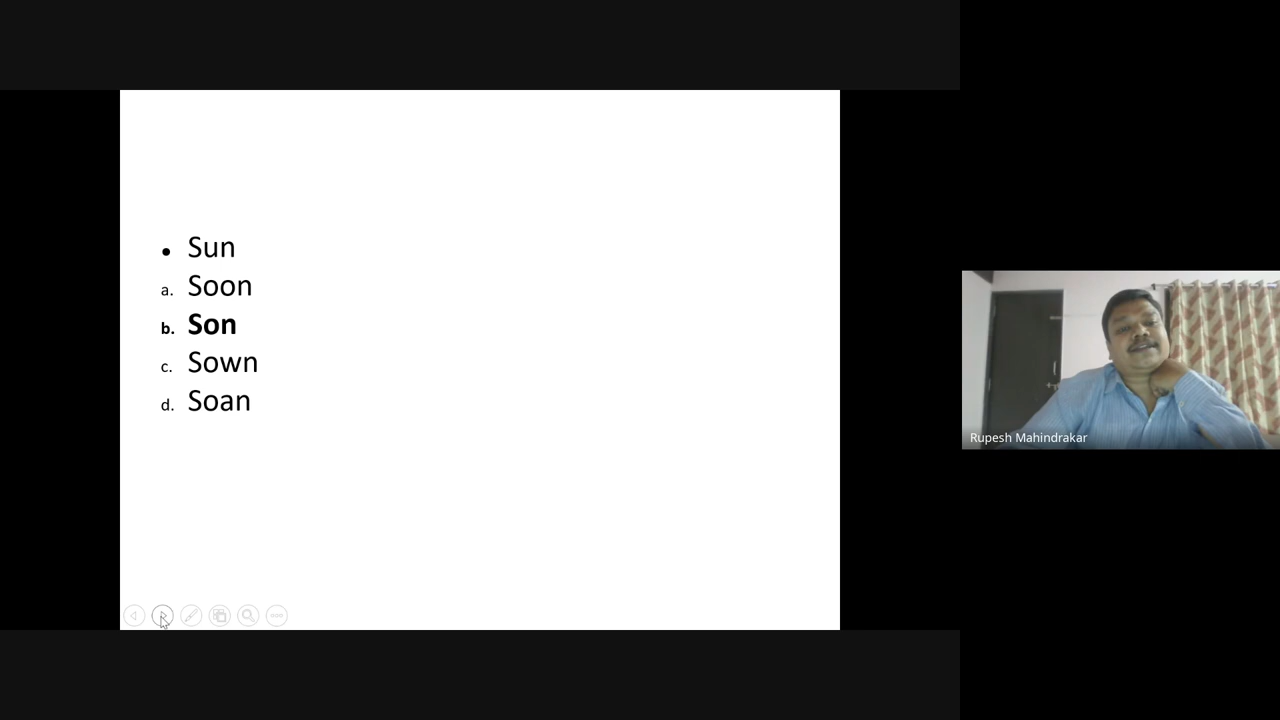 • Sun
a. Soon
b. Son
c. Sown
d. Soan
Rupesh Mahindrakar